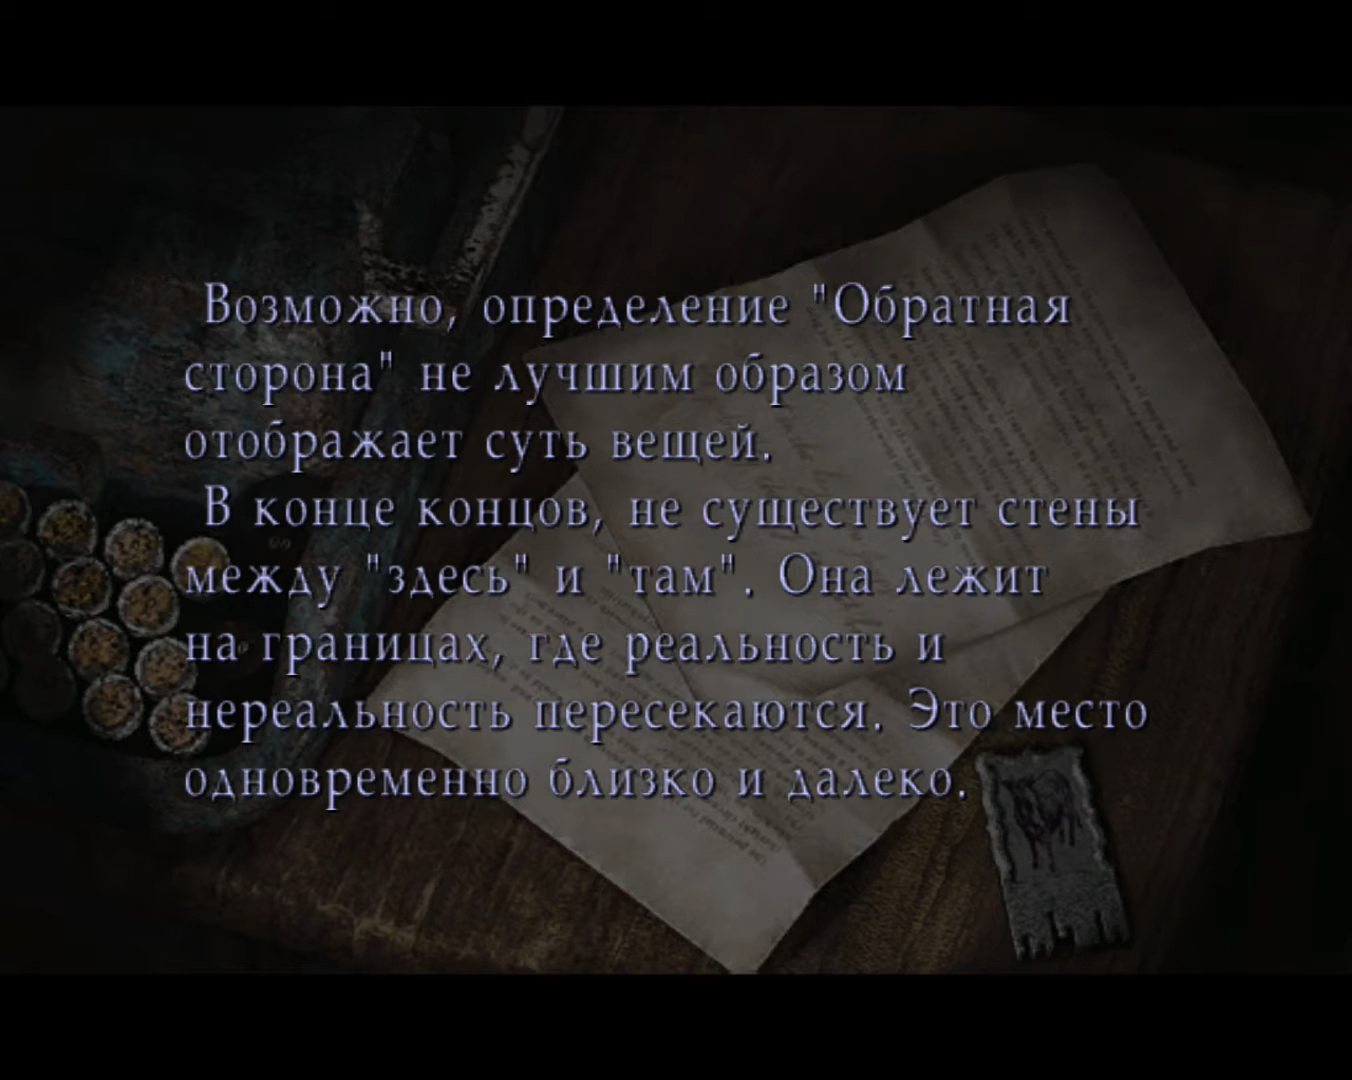 Возможно, определение "Обратная
сторона" не лучшим образом
отображает суть вещей.
В конце концов, не существует стены
между "здесь" и "там". Она лежит
на границах, где реальность и
нереальность пересекаются. Это место
одновременно близко и далеко.